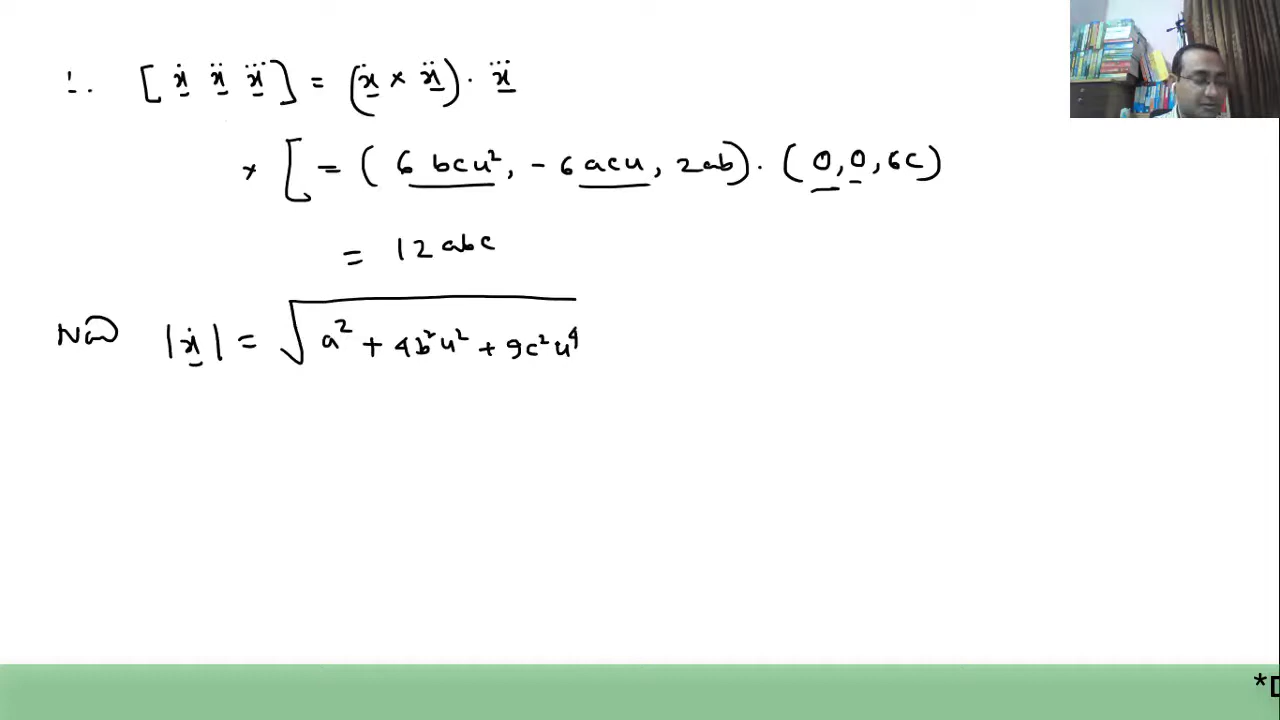 ∴ [ẋ ẍ x⃛] = (ẋ × ẍ) · x⃛
* [ = (6 bcu², - 6 acu, 2ab) · (0, 0, 6c)
= 12 abc
Now |ẋ| = √(a² + 4b²u² + 9c²u⁴
*D